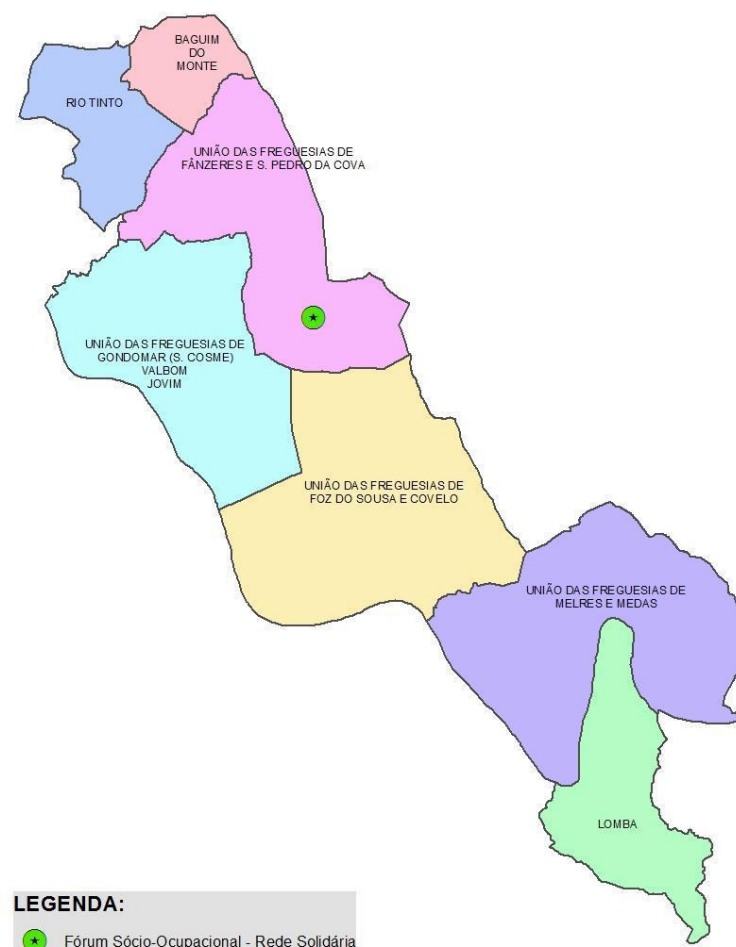 BAGUIM
DO
MONTE
RIO TINTO
UNIÃO DAS FREGUESIAS DE
FÂNZERES E S. PEDRO DA COVA
UNIÃO DAS FREGUESIAS DE
GONDOMAR (S. COSME)
VALBOM
JOVIM
UNIÃO DAS FREGUESIAS DE
FOZ DO SOUSA E COVELO
UNIÃO DAS FREGUESIAS DE
MELRES E MEDAS
LOMBA
LEGENDA:
Fórum Sócio-Ocupacional - Rede Solidária